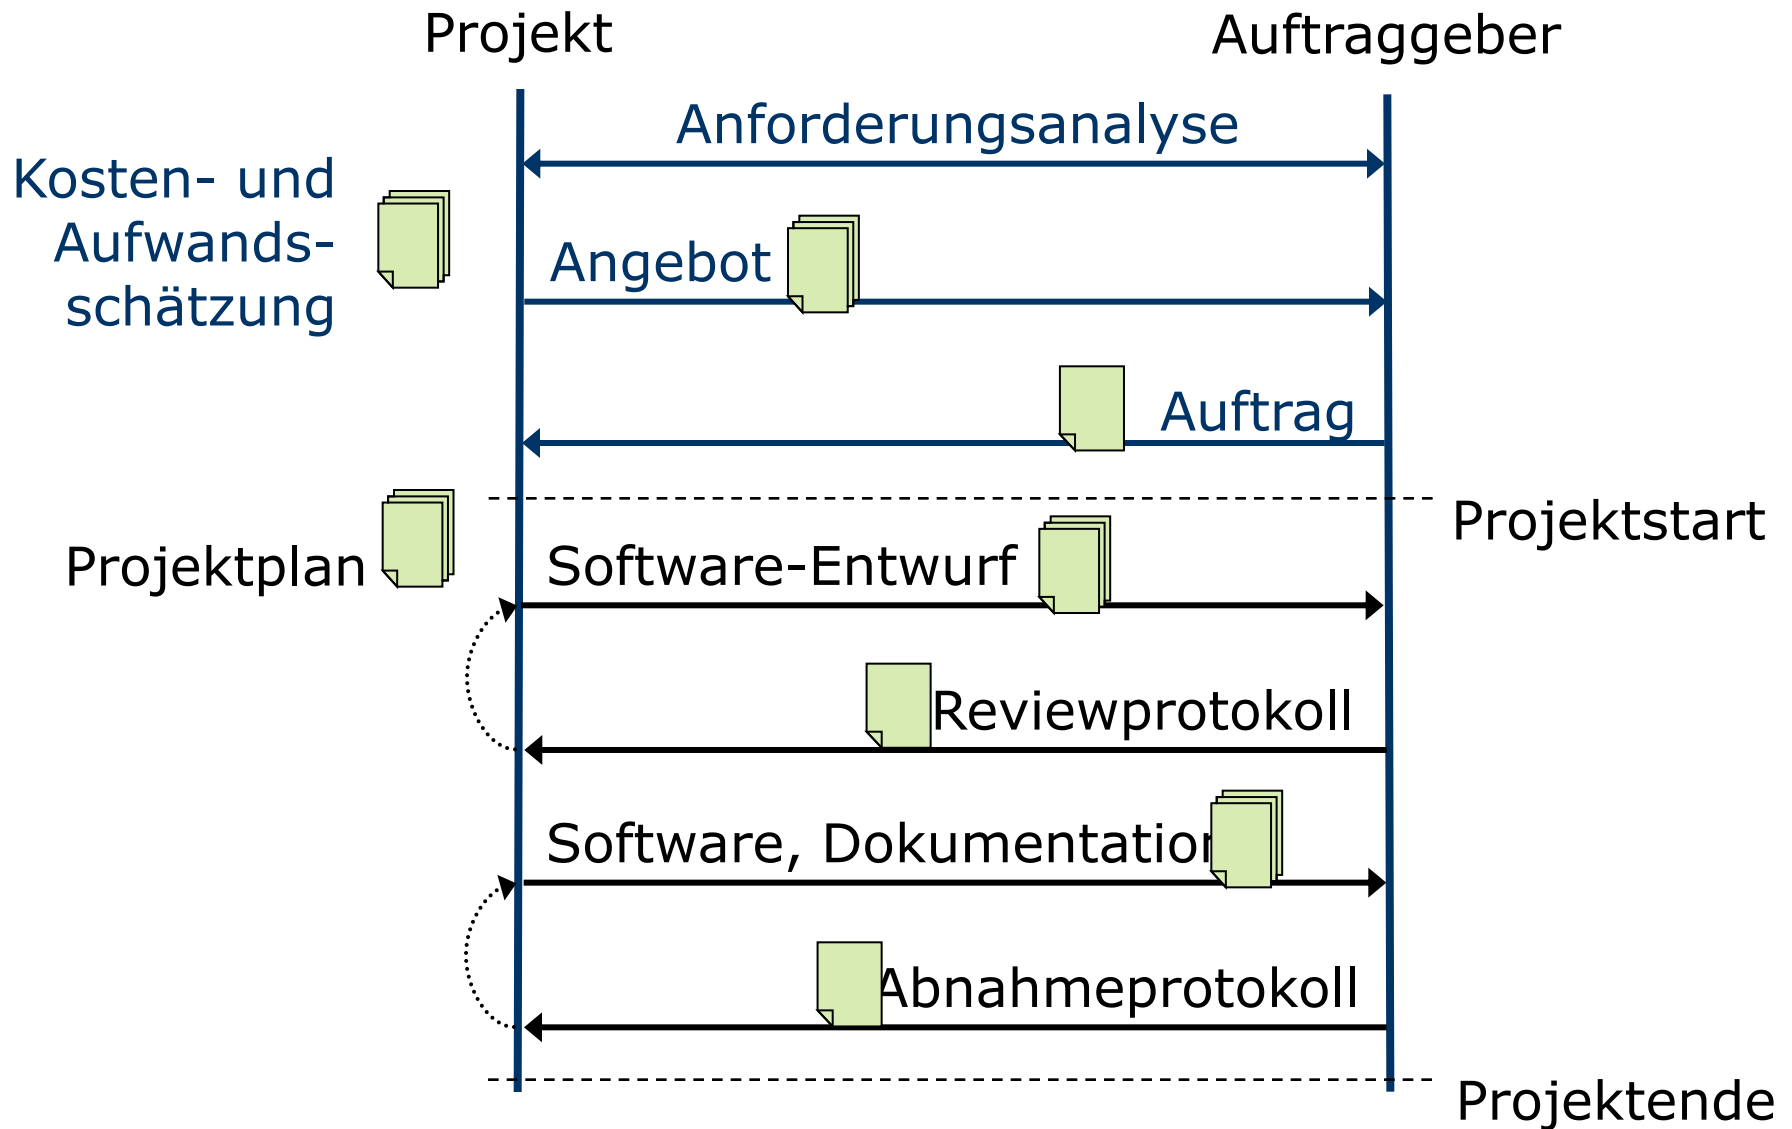 Projekt
Auftraggeber
Anforderungsanalyse
Kosten- und
Aufwands-
schätzung
Angebot
Auftrag
Projektstart
Projektplan
Software-Entwurf
Reviewprotokoll
Software, Dokumentation
Abnahmeprotokoll
Projektende